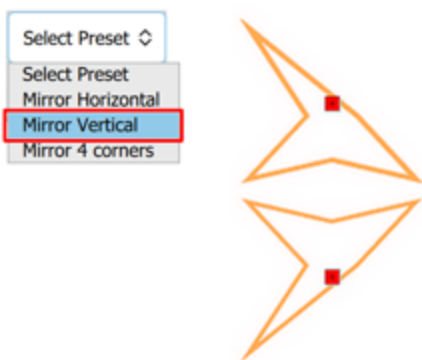 Select Preset
Select Preset
Mirror Horizontal
Mirror Vertical
Mirror 4 corners